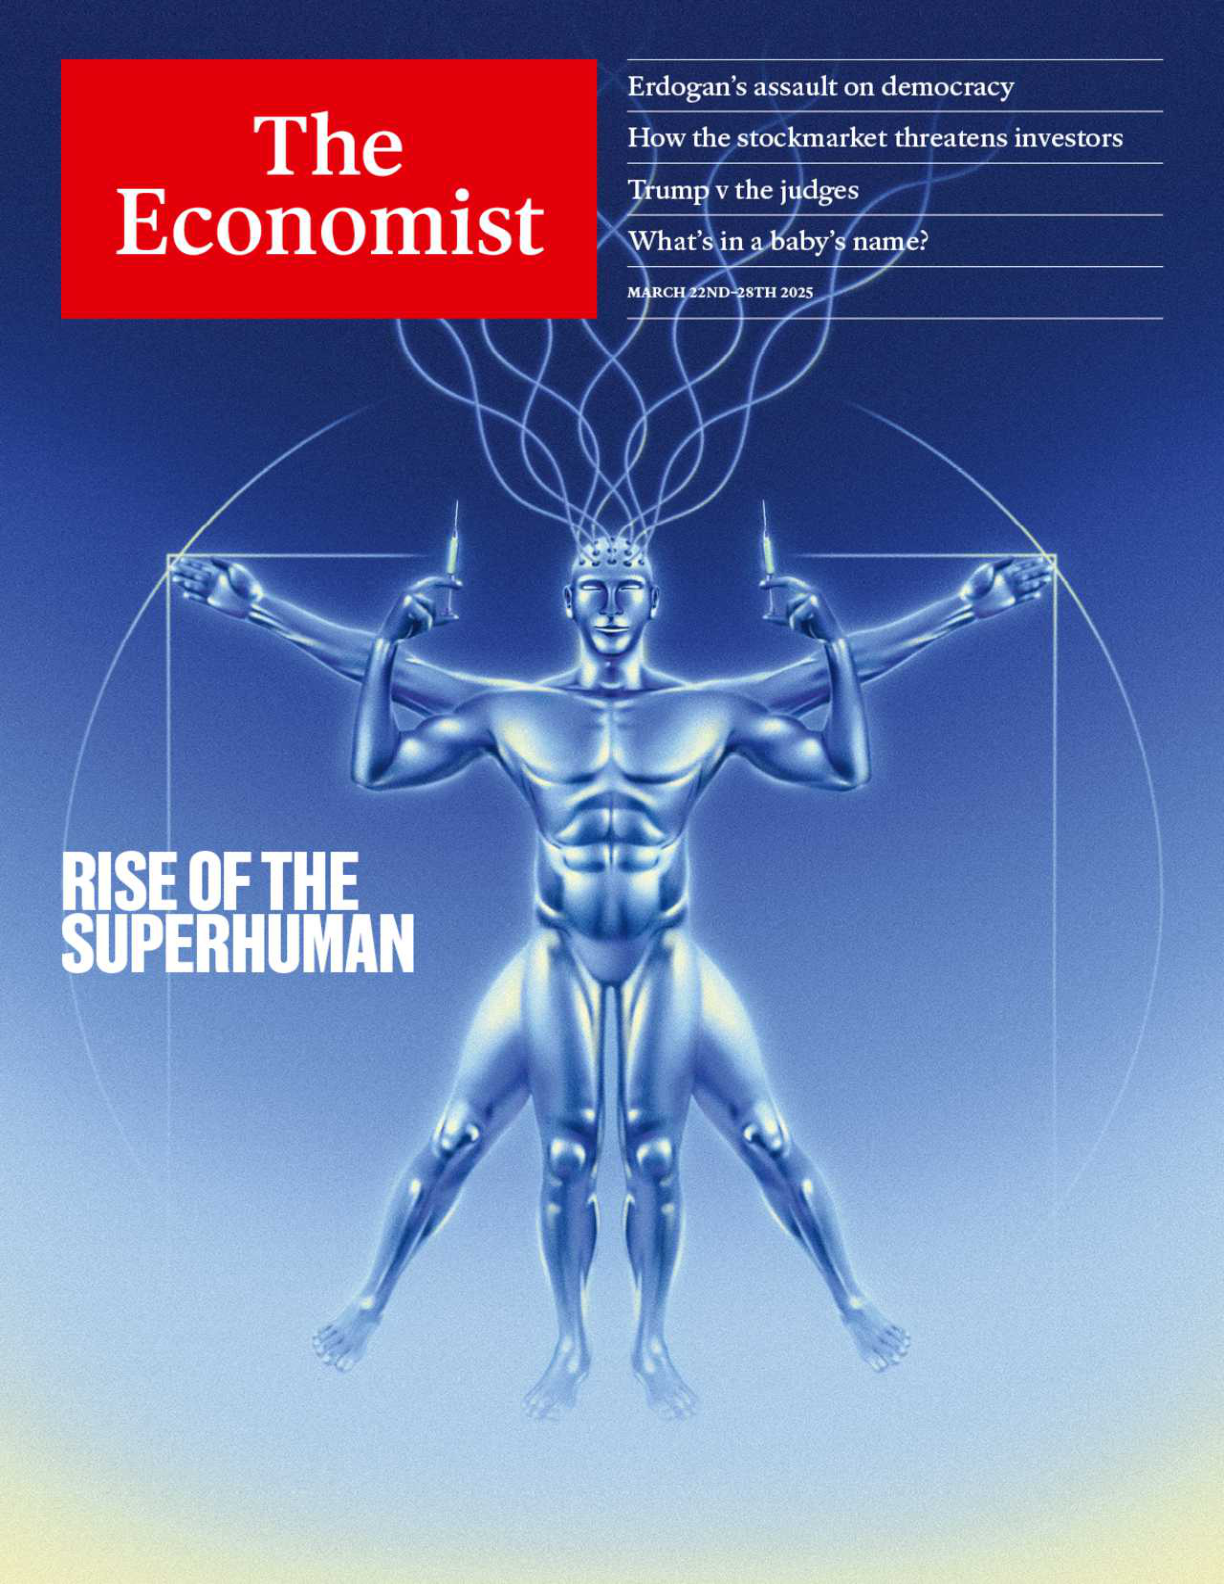 The
Economist
Erdogan’s assault on democracy
How the stockmarket threatens investors
Trump v the judges
What’s in a baby’s name?
MARCH 22ND–28TH 2025
RISE OF THE
SUPERHUMAN